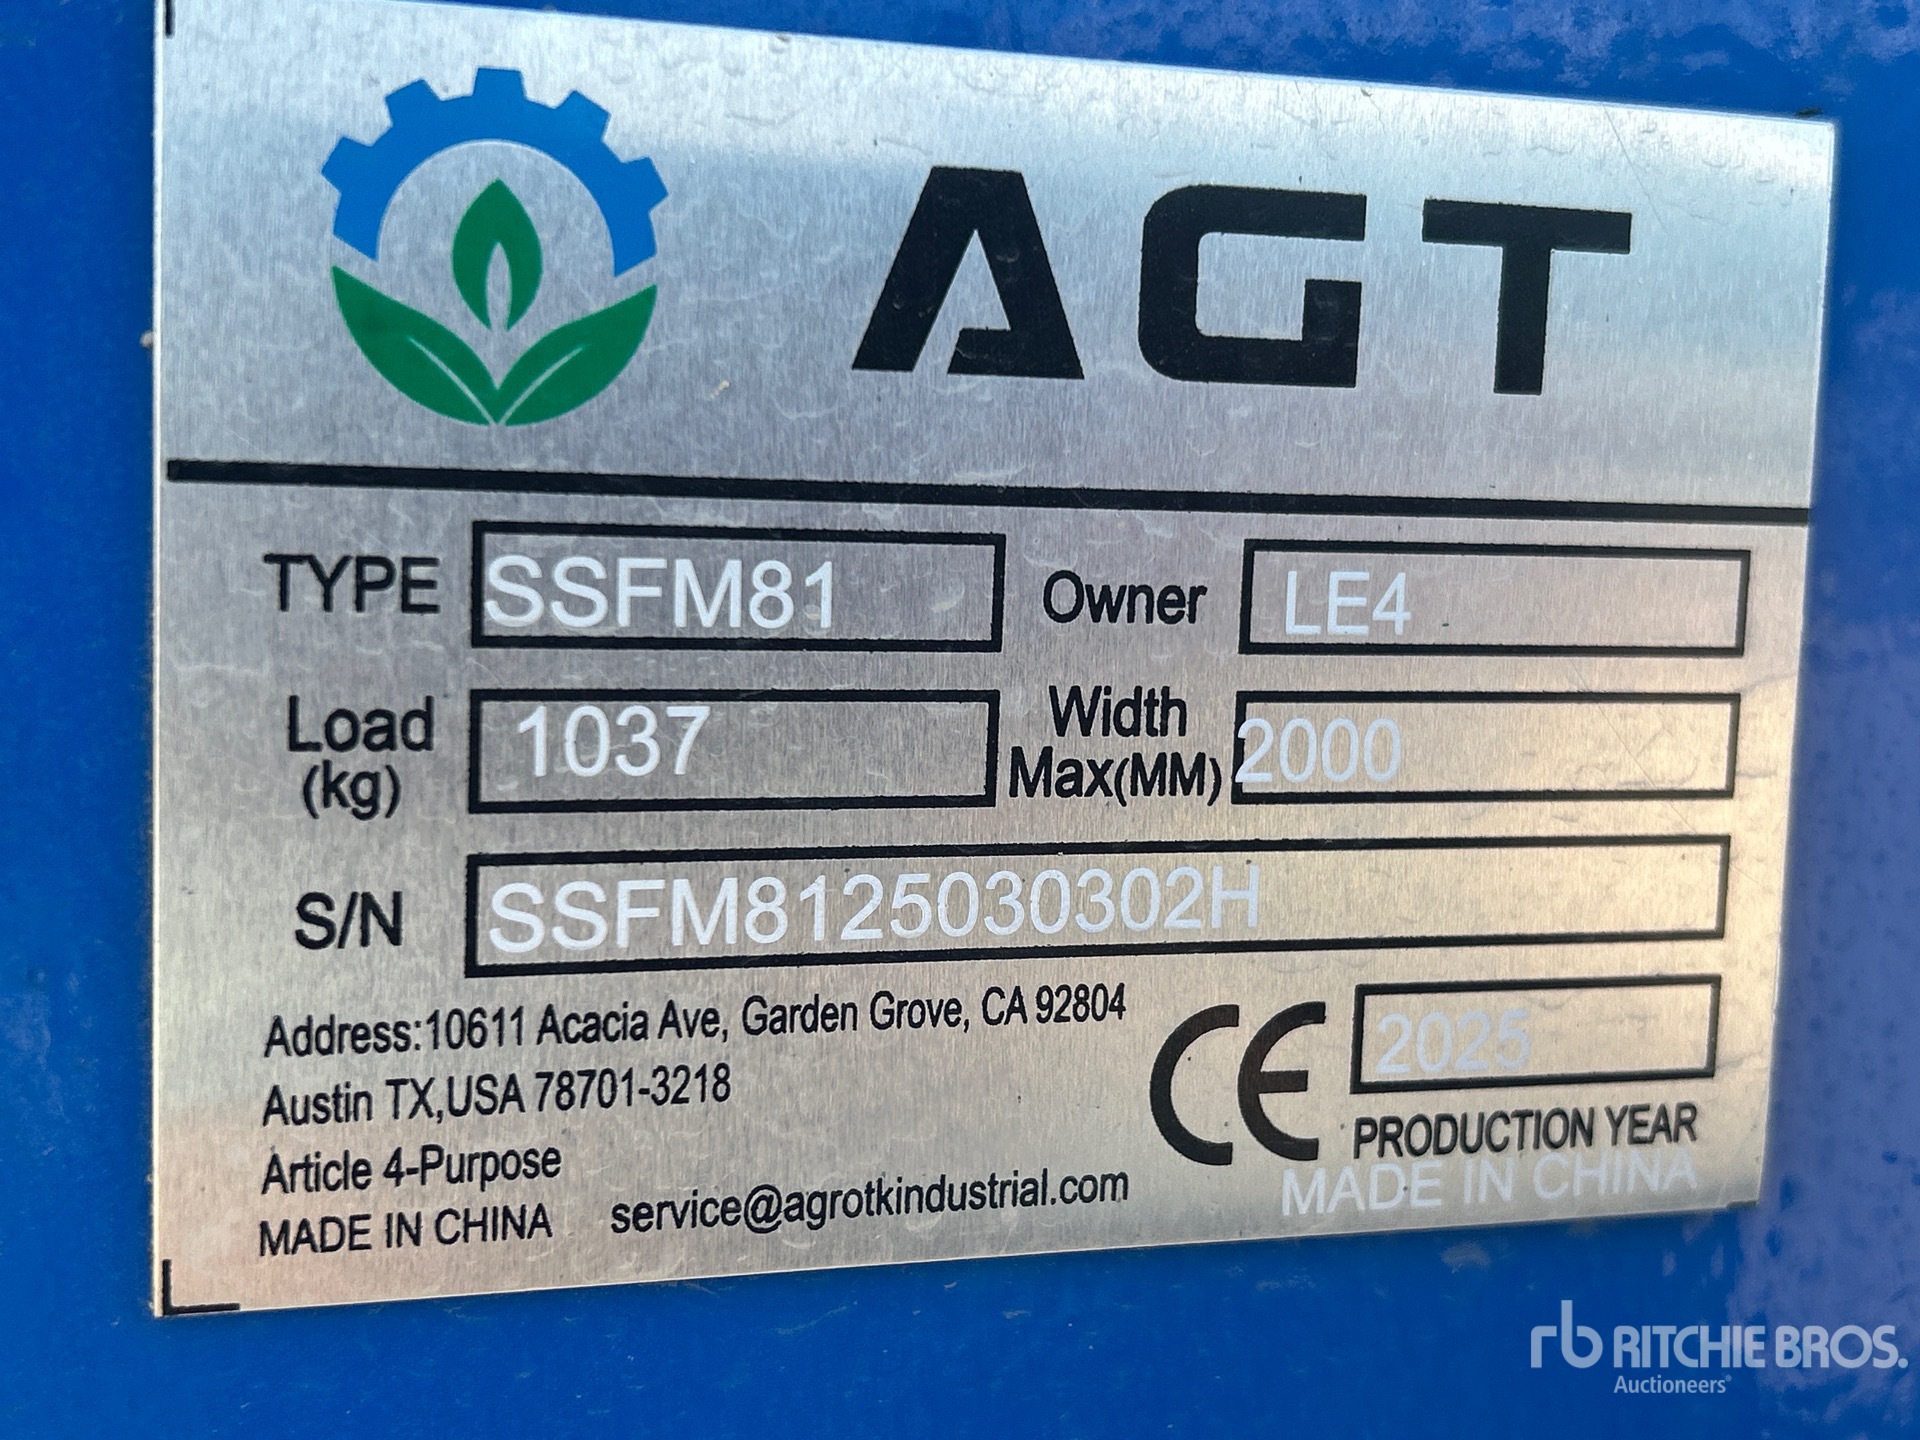 AGT
TYPE SSFM81 Owner LE4
Load (kg) 1037 Width Max(MM) 2000
S/N SSFM8125030302H
Address:10611 Acacia Ave, Garden Grove, CA 92804
Austin TX,USA 78701-3218
Article 4-Purpose
MADE IN CHINA service@agrotkindustrial.com
CE 2025
PRODUCTION YEAR
MADE IN CHINA
rb RITCHIE BROS.
Auctioneers